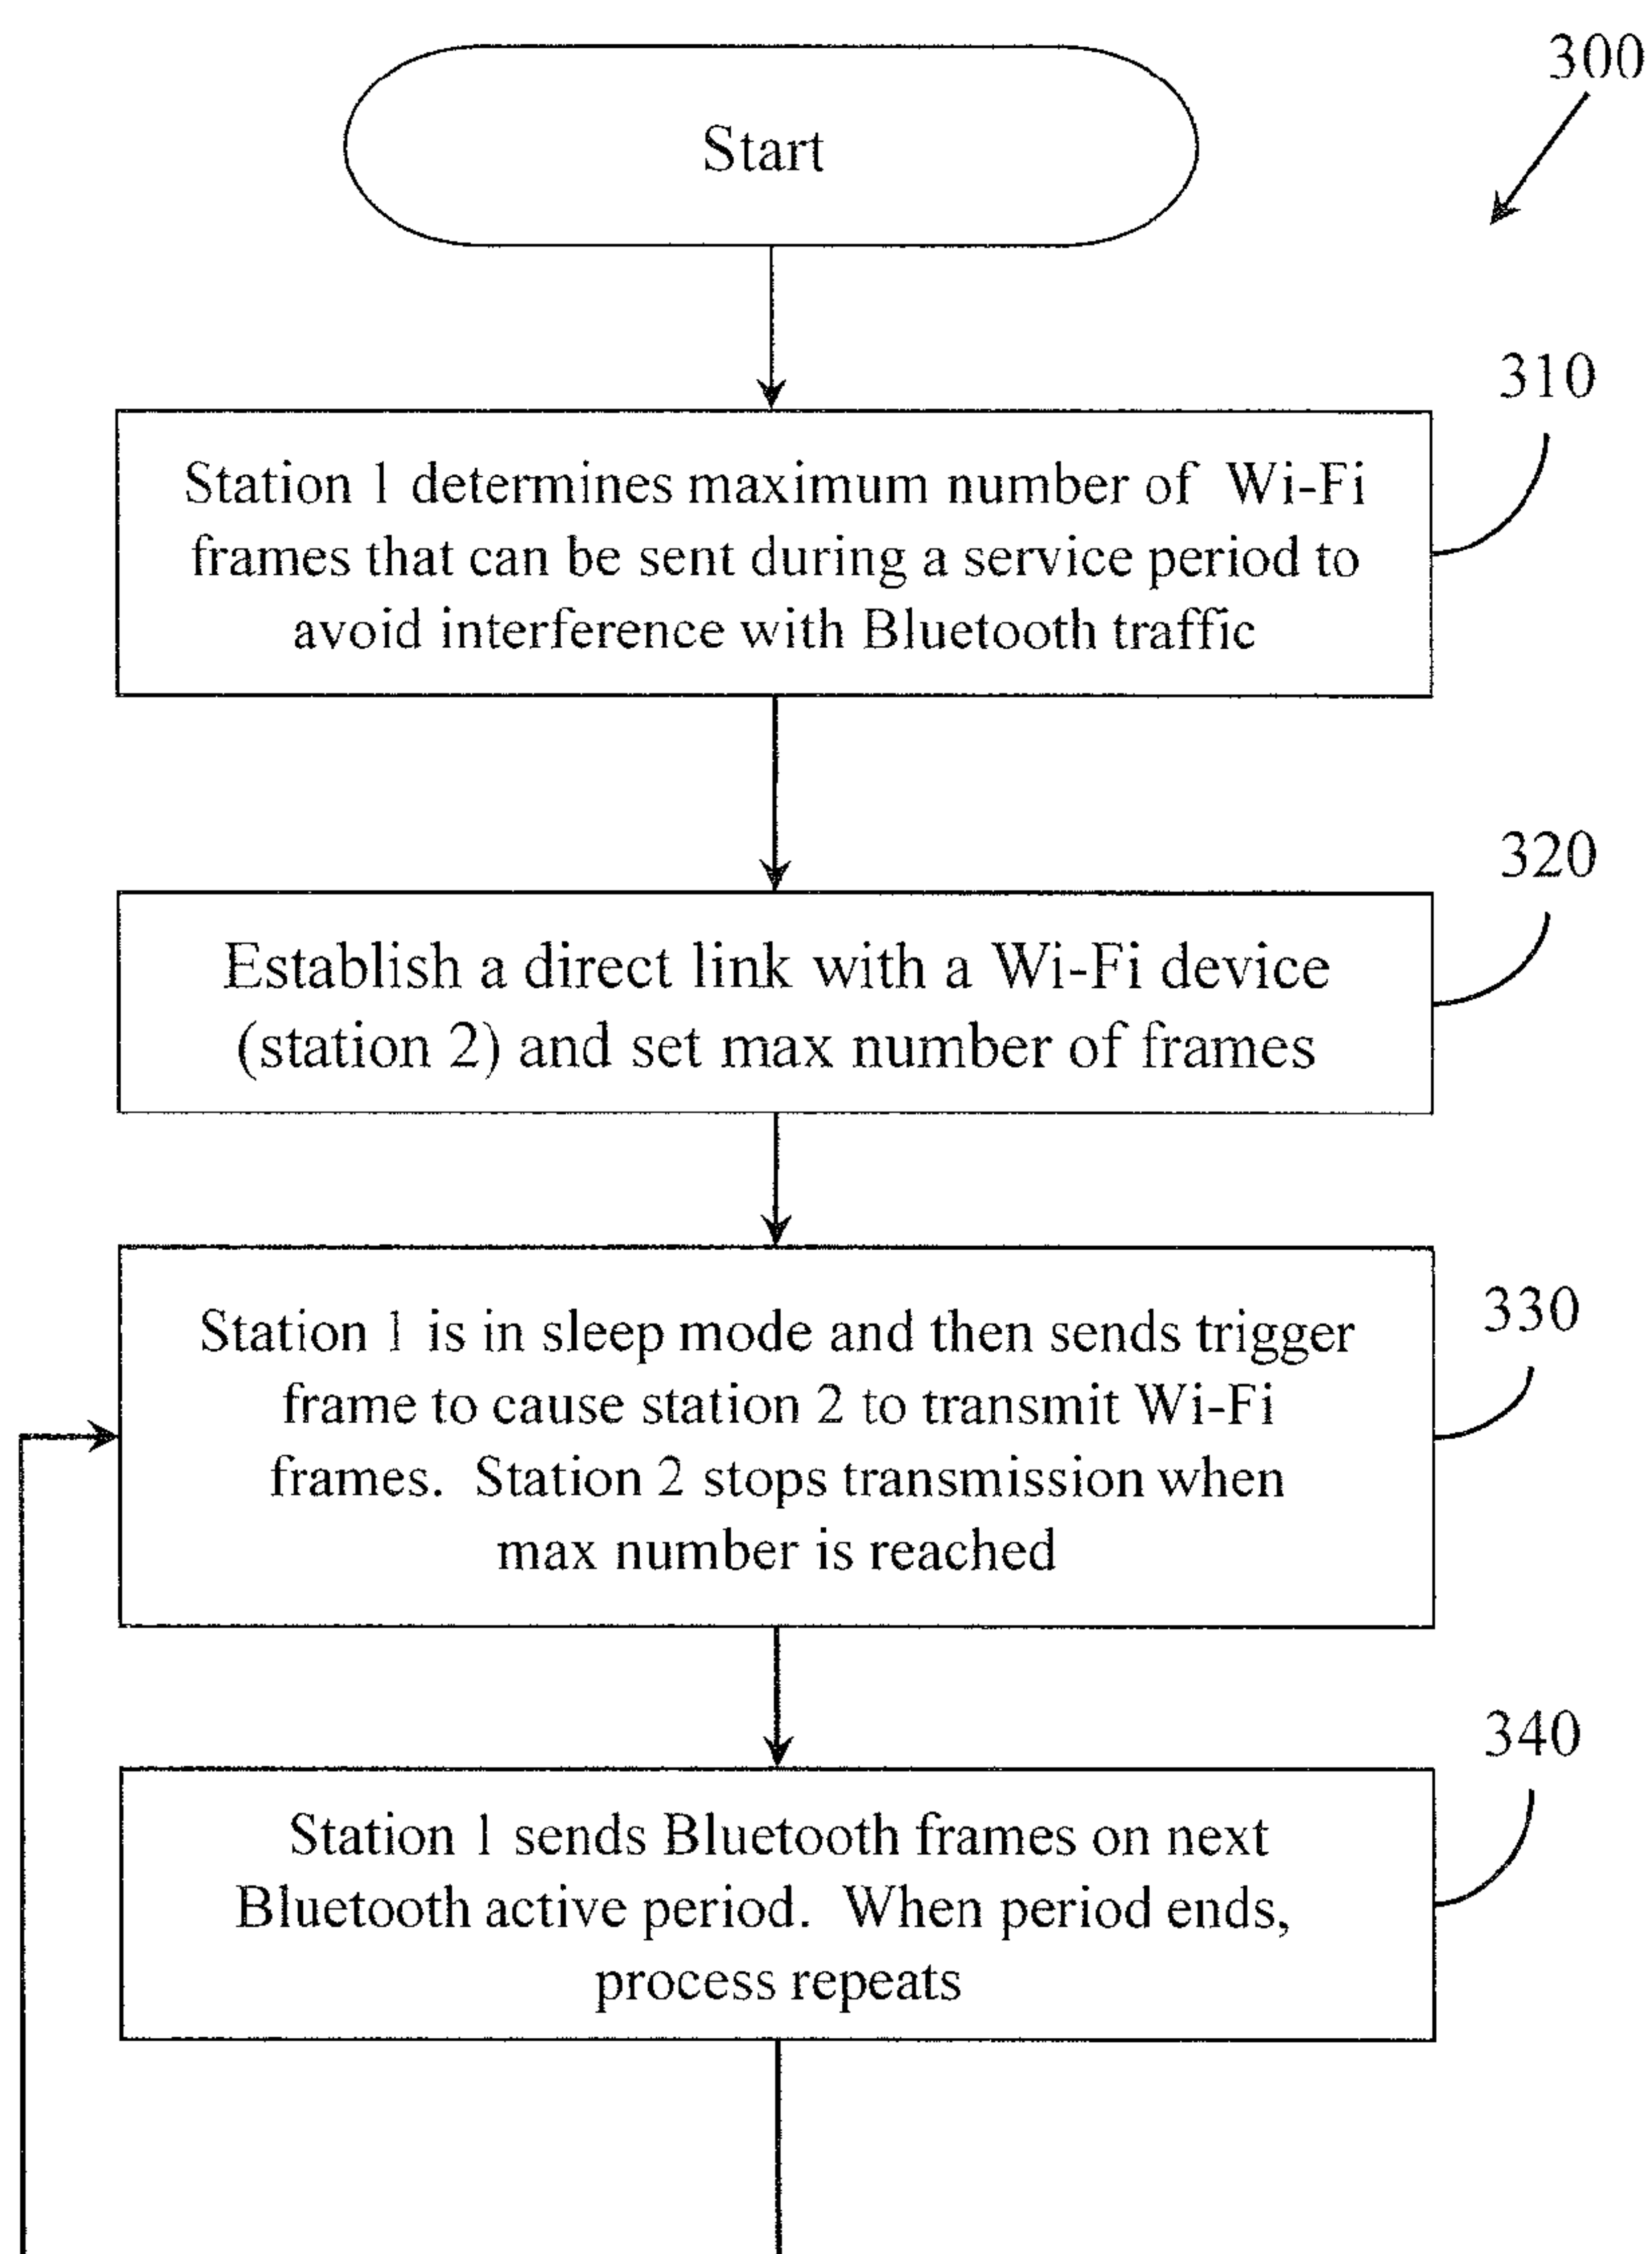 300
Start
310
Station 1 determines maximum number of Wi-Fi
frames that can be sent during a service period to
avoid interference with Bluetooth traffic
320
Establish a direct link with a Wi-Fi device
(station 2) and set max number of frames
330
Station 1 is in sleep mode and then sends trigger
frame to cause station 2 to transmit Wi-Fi
frames. Station 2 stops transmission when
max number is reached
340
Station 1 sends Bluetooth frames on next
Bluetooth active period. When period ends,
process repeats